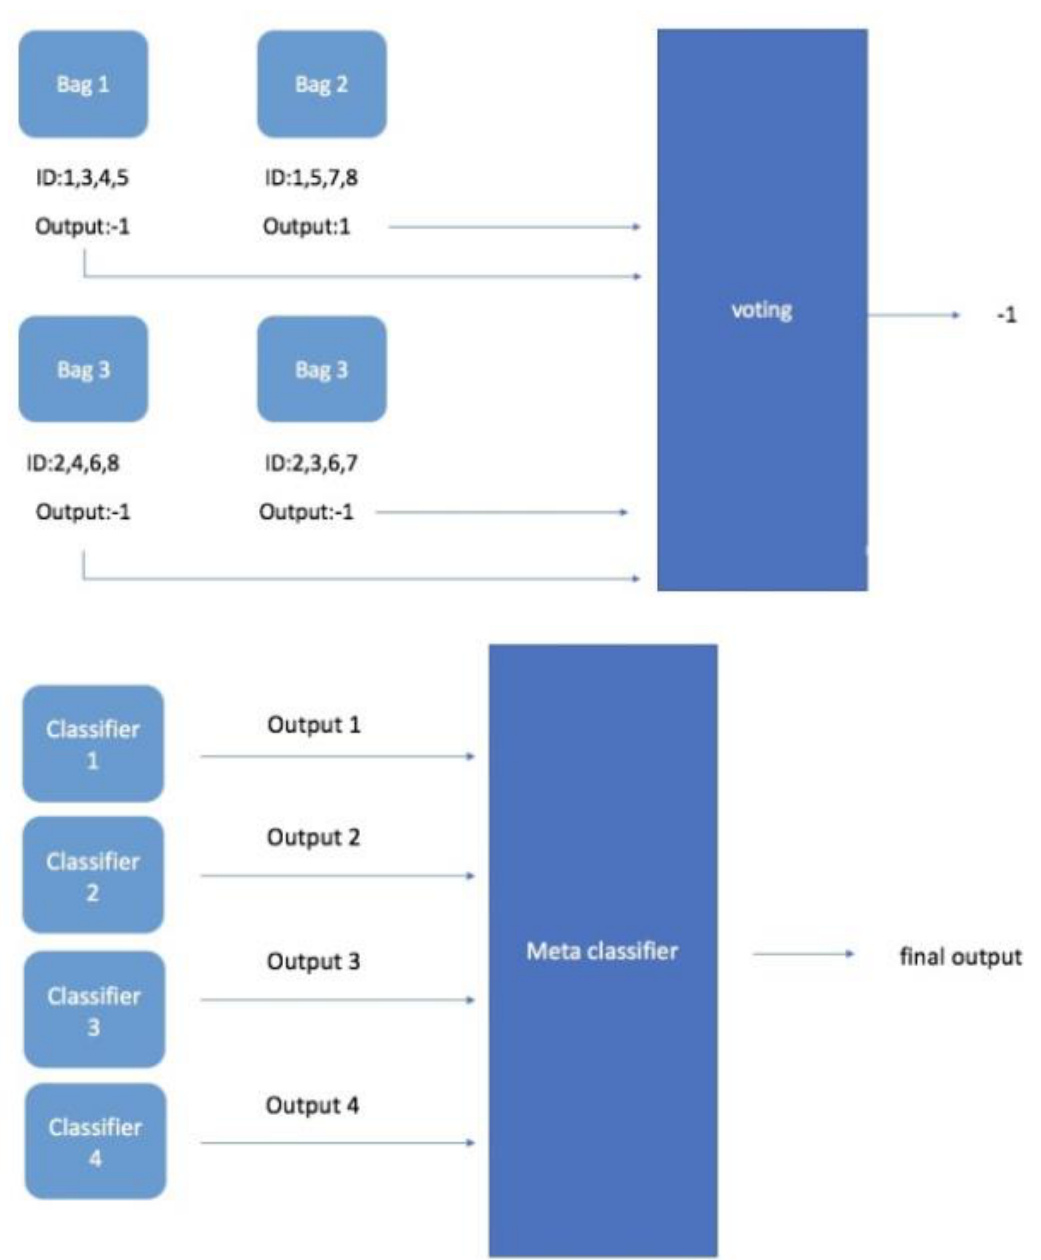 Bag 1
Bag 2
ID:1,3,4,5
ID:1,5,7,8
Output:-1
Output:1
voting
-1
Bag 3
Bag 3
ID:2,4,6,8
ID:2,3,6,7
Output:-1
Output:-1
Classifier
1
Output 1
Classifier
2
Output 2
Classifier
3
Output 3
Classifier
4
Output 4
Meta classifier
final output